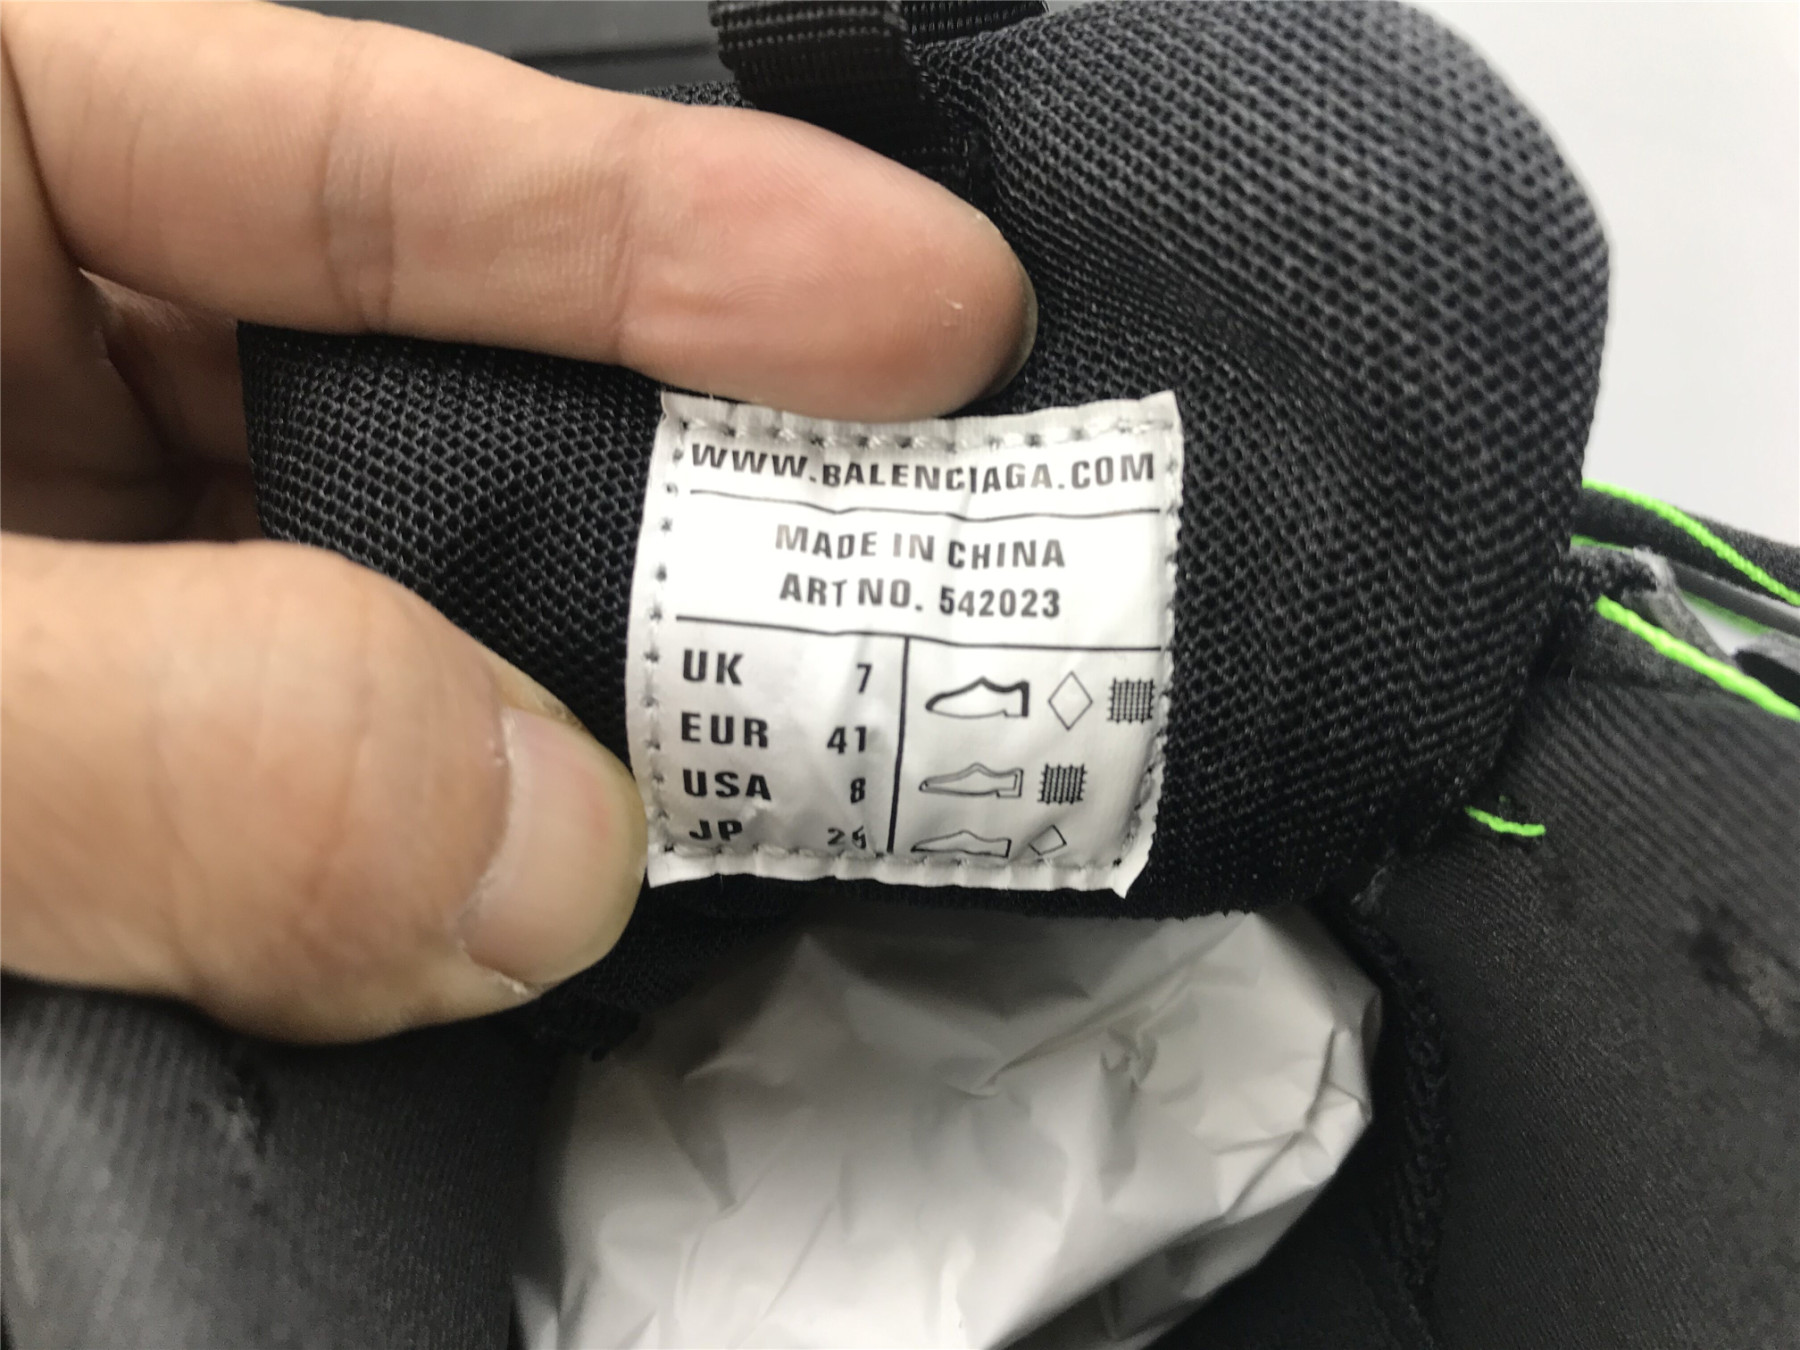 WWW.BALENCIAGA.COM
MADE IN CHINA
ART NO. 542023
UK 7
EUR 41
USA 8
JP